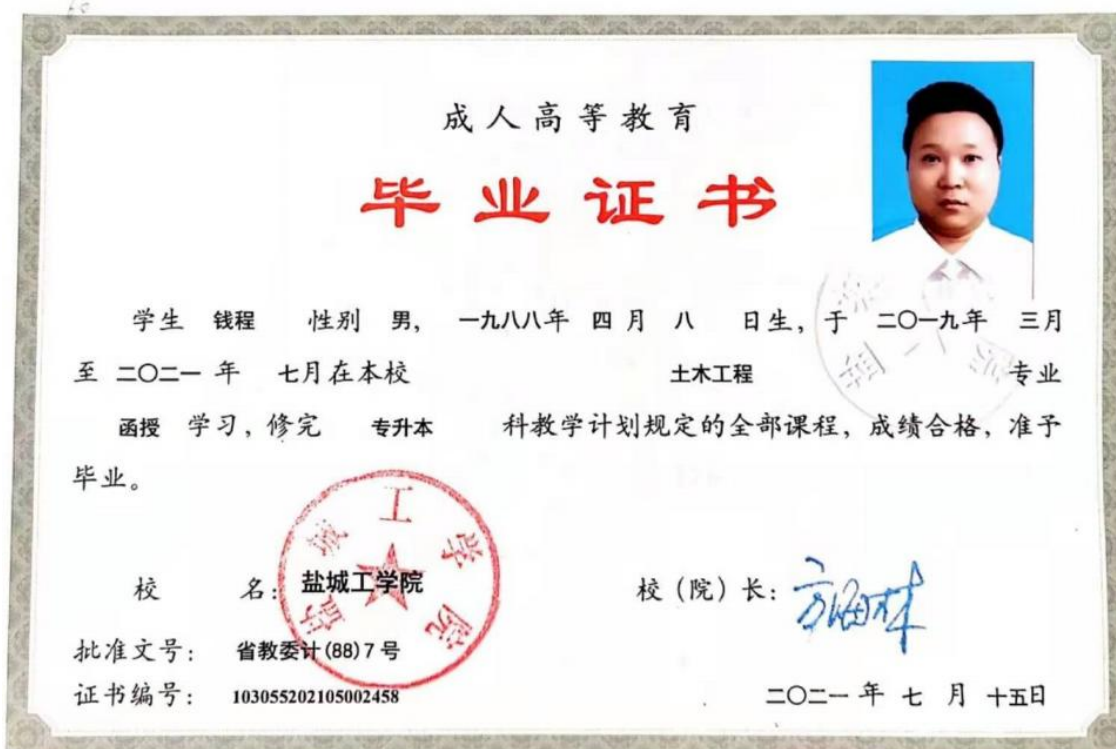 成人高等教育
毕业证书
学生 钱程 性别 男, 一九八八年 四 月 八 日生, 于 二〇一九年 三月
至 二〇二一 年 七月在本校 土木工程 专业
函授 学习, 修完 专升本 科教学计划规定的全部课程, 成绩合格, 准予
毕业。
校 名: 盐城工学院 校(院)长: 
批准文号: 省教委计(88)7号
证书编号: 103055202105002458
二〇二一 年 七 月 十五日
盐城工学院